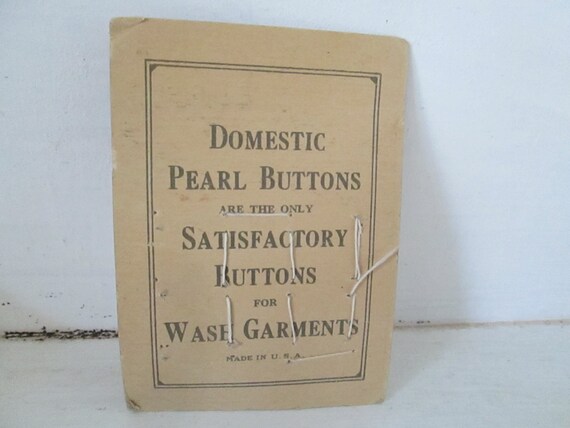 DOMESTIC
PEARL BUTTONS
ARE THE ONLY
SATISFACTORY
BUTTONS
FOR
WASH GARMENTS
MADE IN U.S.A.